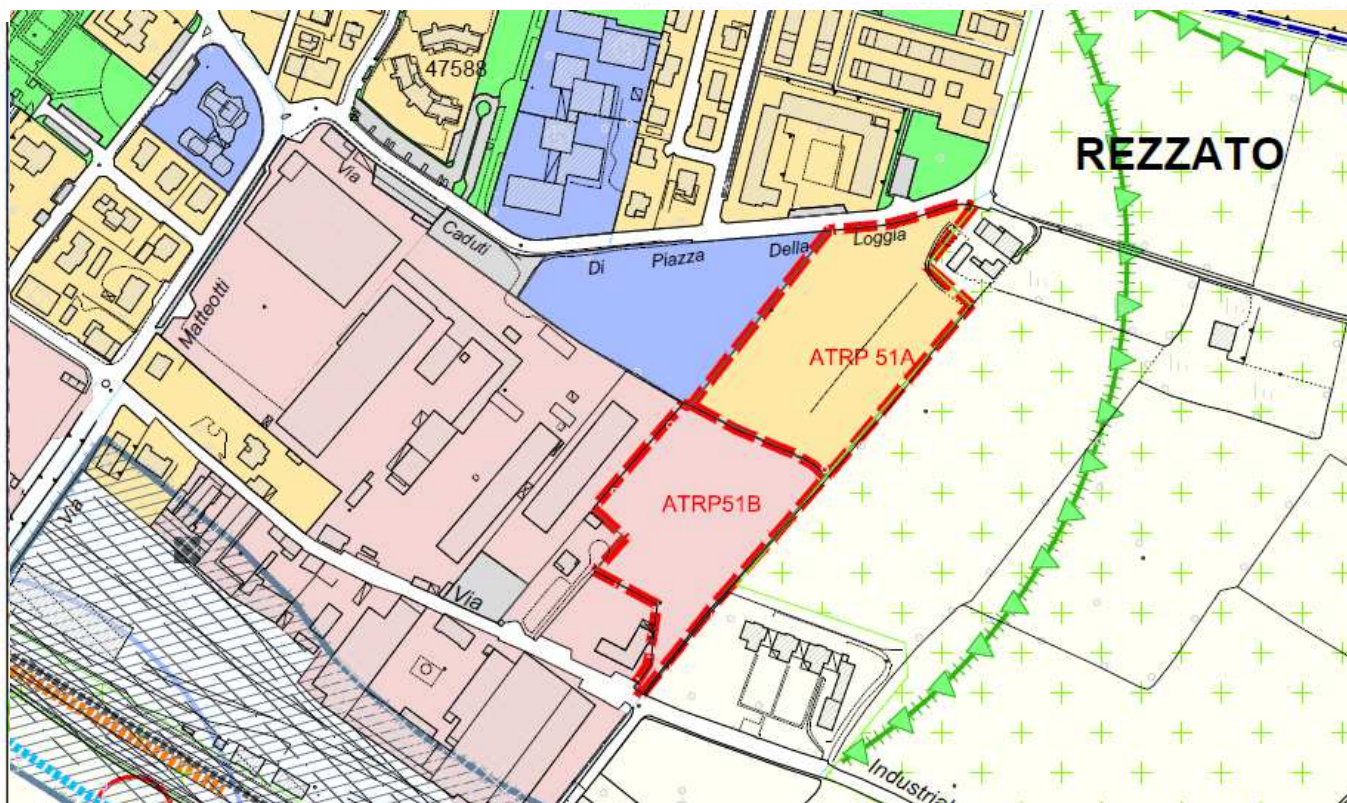 47588
REZZATO
Via
Caduti
Di
Piazza
Della
Loggia
Matteotti
ATRP 51A
ATRP51B
Via
Via
Industrial